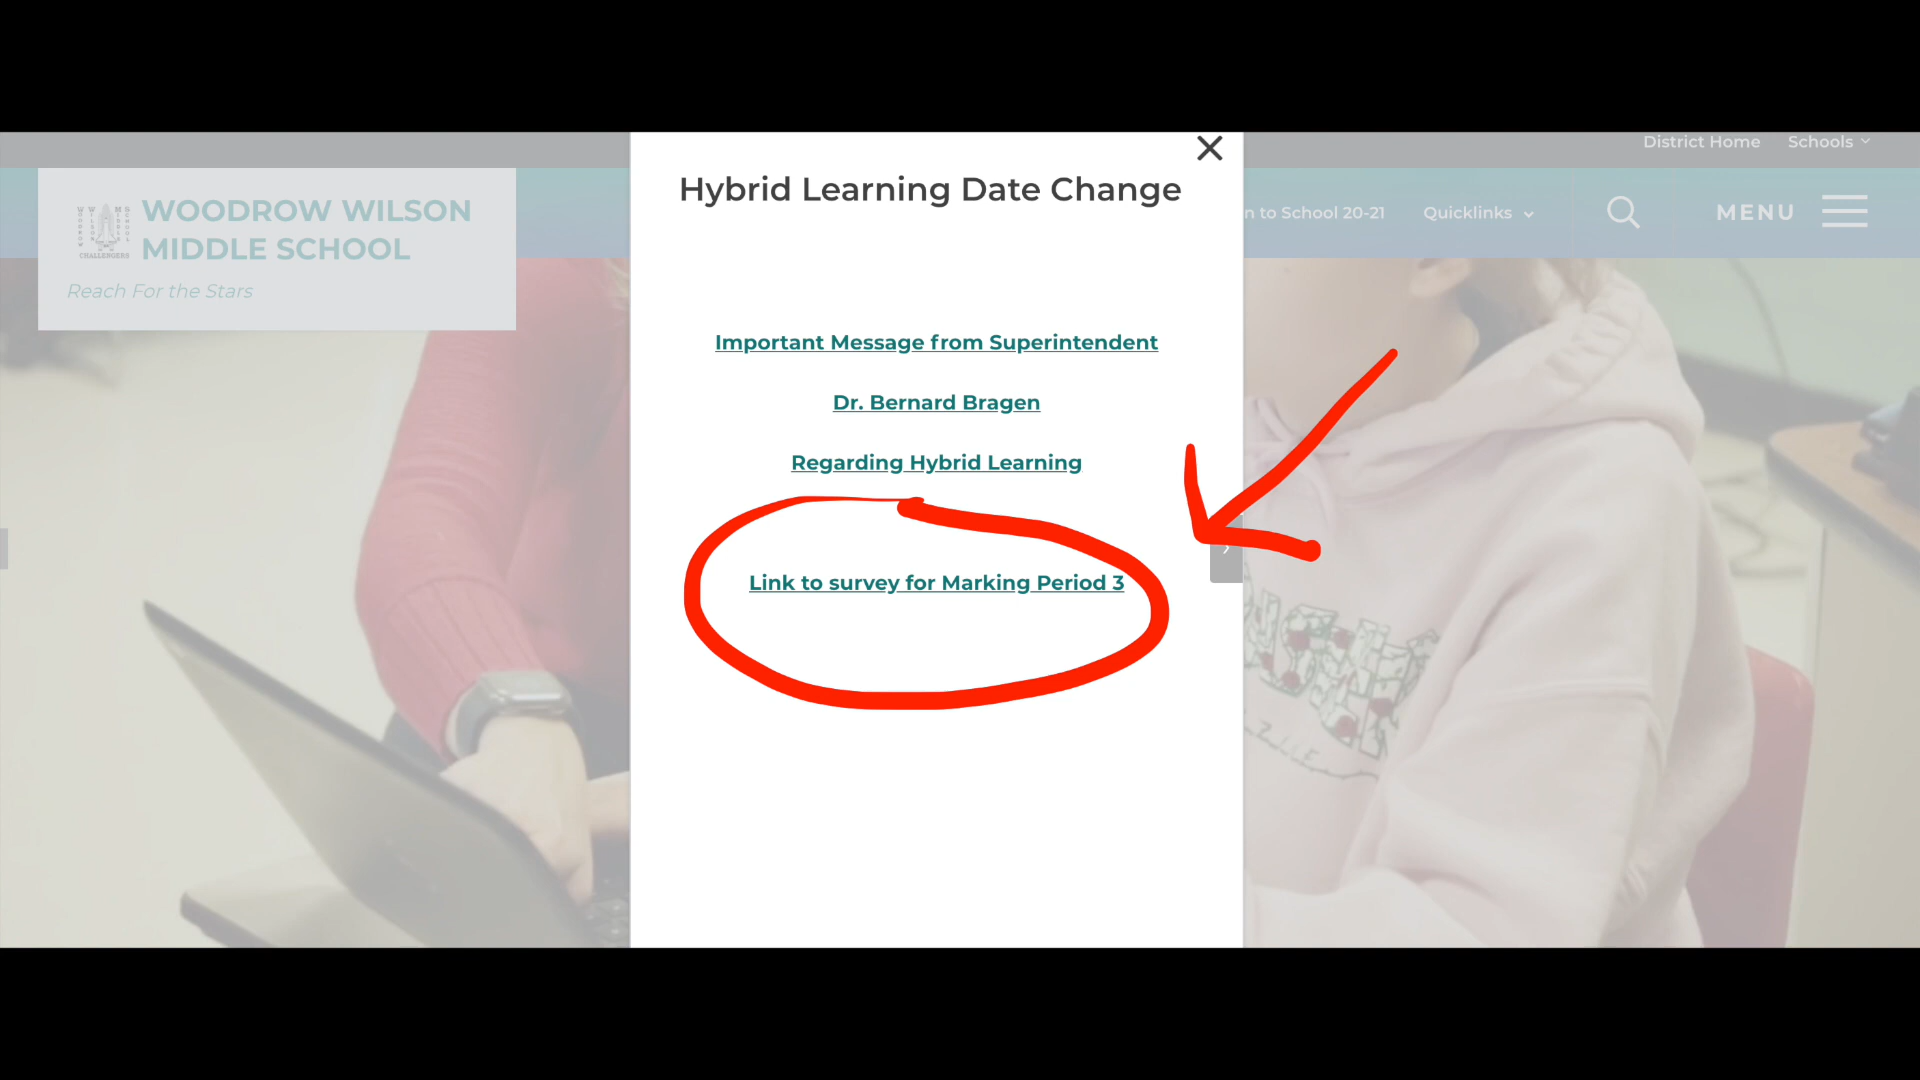 District Home Schools
Hybrid Learning Date Change
WOODROW WILSON
MIDDLE SCHOOL
CHALLENGERS
Reach For the Stars
n to School 20-21 Quicklinks MENU
Important Message from Superintendent
Dr. Bernard Bragen
Regarding Hybrid Learning
Link to survey for Marking Period 3